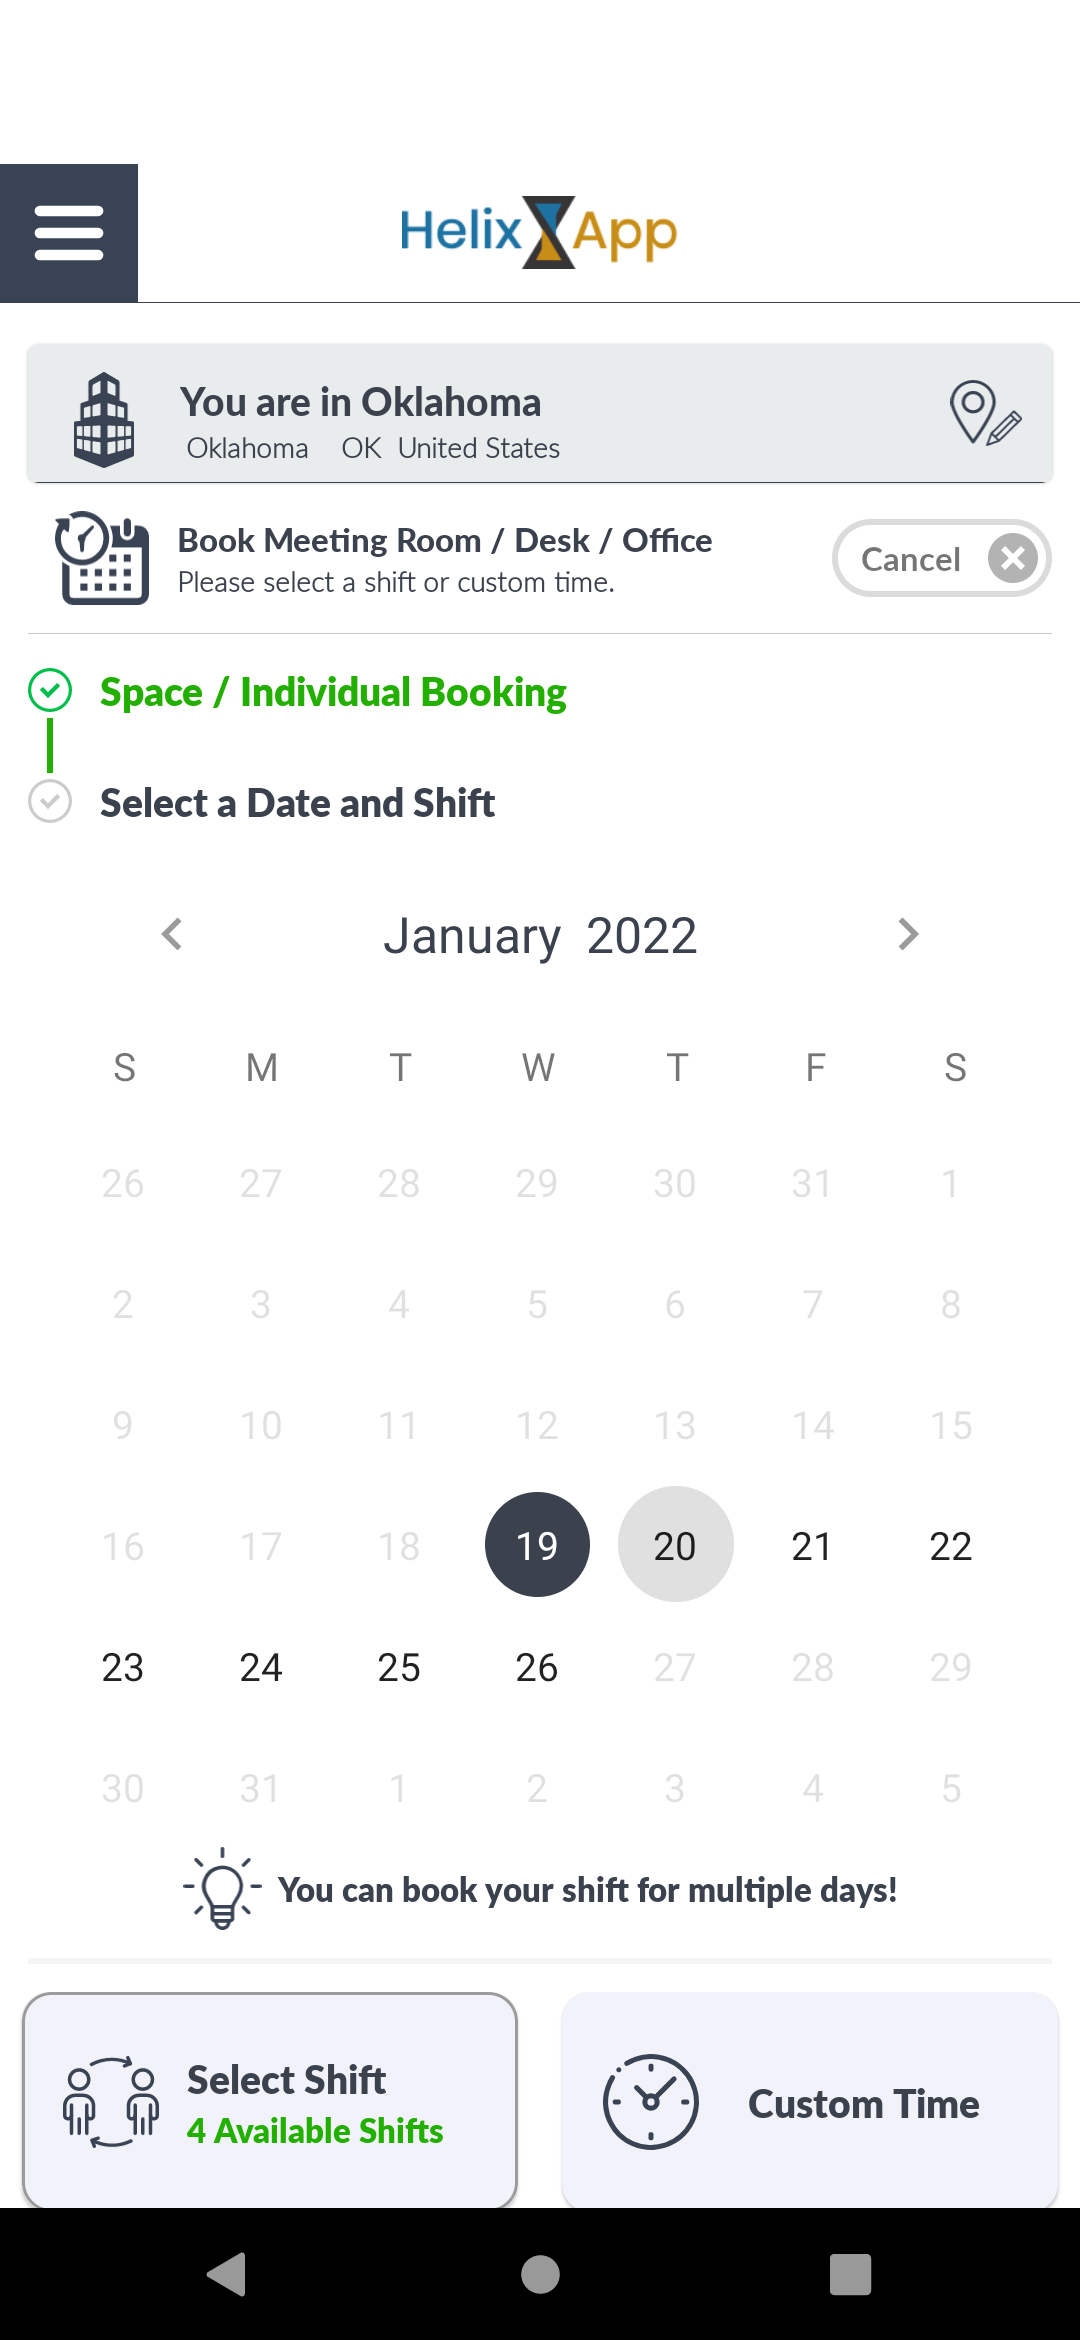 Helix App
You are in Oklahoma
Oklahoma OK United States
Book Meeting Room / Desk / Office
Please select a shift or custom time.
Cancel
Space / Individual Booking
Select a Date and Shift
January 2022
S M T W T F S
26 27 28 29 30 31 1
2 3 4 5 6 7 8
9 10 11 12 13 14 15
16 17 18 19 20 21 22
23 24 25 26 27 28 29
30 31 1 2 3 4 5
You can book your shift for multiple days!
Select Shift
4 Available Shifts
Custom Time